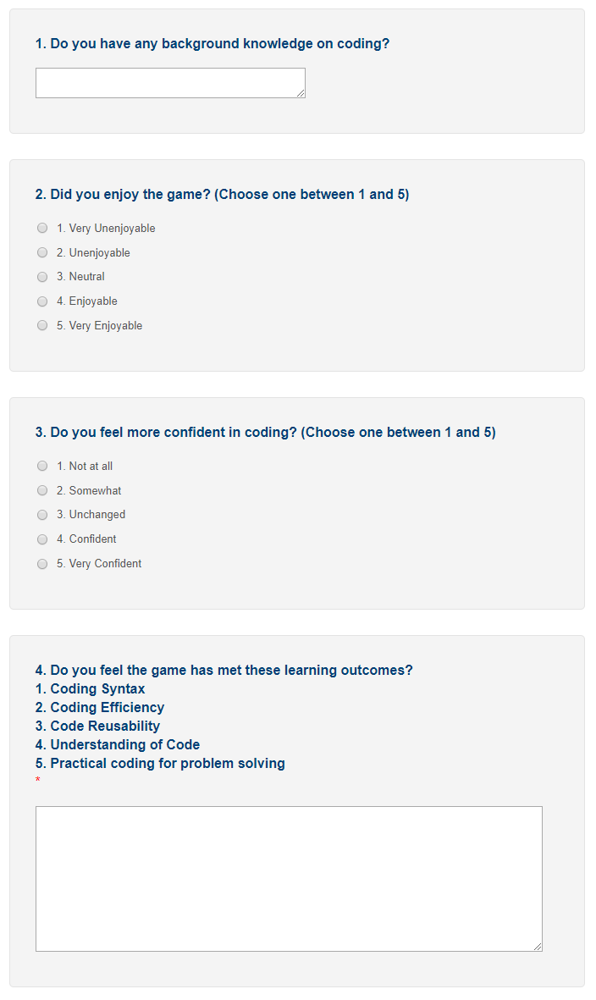 1. Do you have any background knowledge on coding?
2. Did you enjoy the game? (Choose one between 1 and 5)
1. Very Unenjoyable
2. Unenjoyable
3. Neutral
4. Enjoyable
5. Very Enjoyable
3. Do you feel more confident in coding? (Choose one between 1 and 5)
1. Not at all
2. Somewhat
3. Unchanged
4. Confident
5. Very Confident
4. Do you feel the game has met these learning outcomes?
1. Coding Syntax
2. Coding Efficiency
3. Code Reusability
4. Understanding of Code
5. Practical coding for problem solving
*